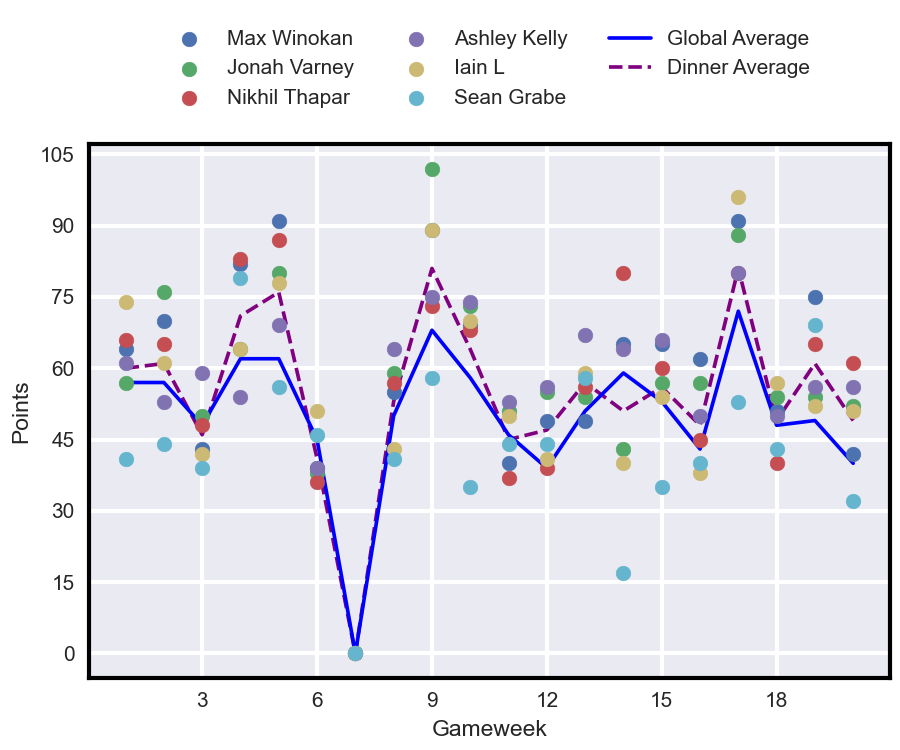 Max Winokan
Jonah Varney
Nikhil Thapar
Ashley Kelly
Iain L
Sean Grabe
Global Average
Dinner Average
105
90
75
60
45
30
15
0
Points
3 6 9 12 15 18
Gameweek